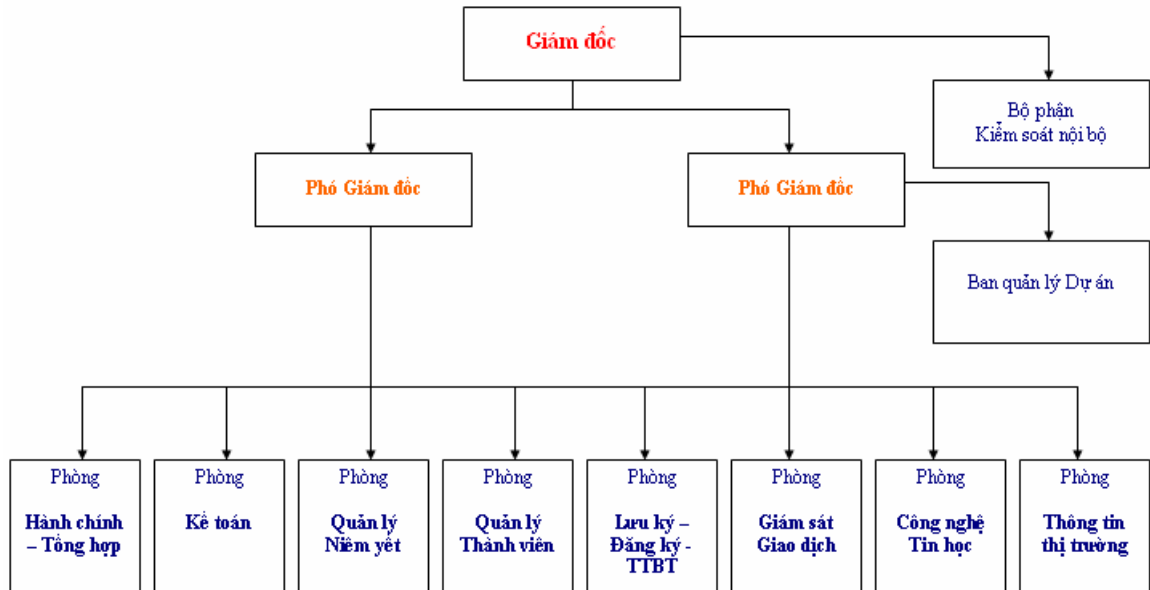 Giám đốc
Bộ phận
Kiểm soát nội bộ
Phó Giám đốc
Phó Giám đốc
Ban quản lý Dự án
Phòng
Hành chính
– Tổng hợp
Phòng
Kế toán
Phòng
Quản lý
Niêm yết
Phòng
Quản lý
Thành viên
Phòng
Lưu ký –
Đăng ký -
TTBT
Phòng
Giám sát
Giao dịch
Phòng
Công nghệ
Tin học
Phòng
Thông tin
thị trường